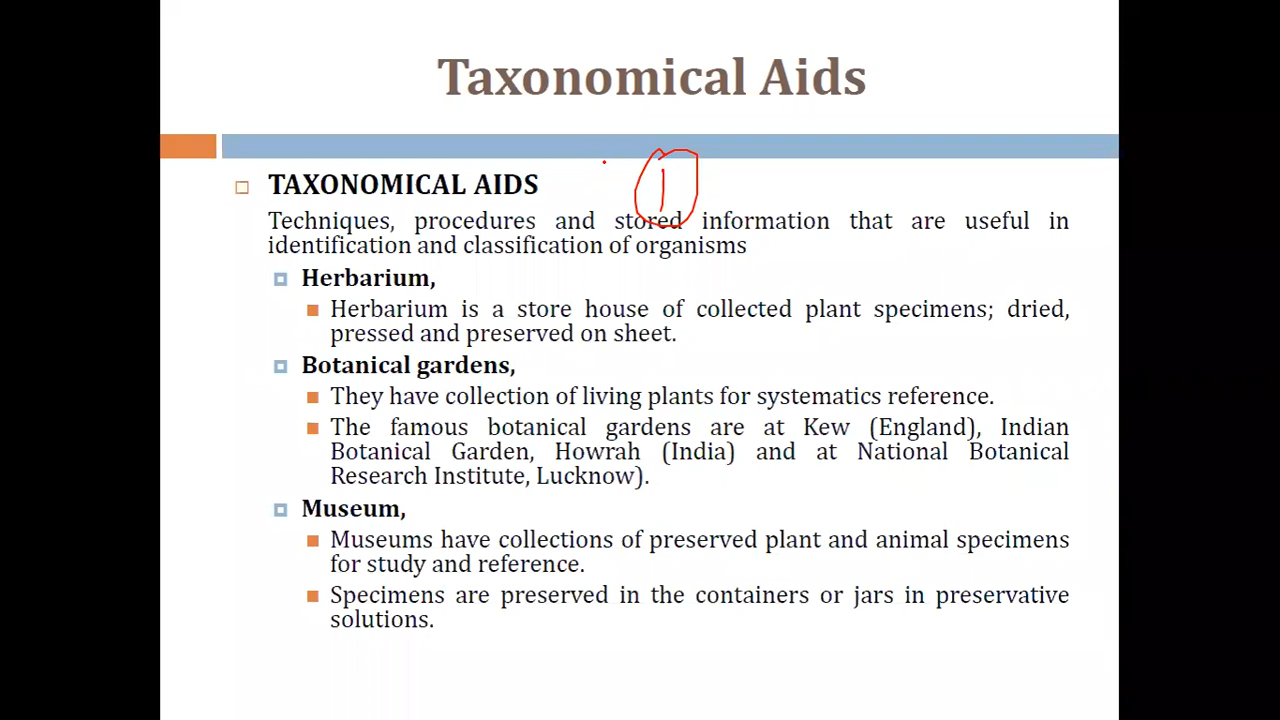 Taxonomical Aids
TAXONOMICAL AIDS
1
Techniques, procedures and stored information that are useful in
identification and classification of organisms
Herbarium,
Herbarium is a store house of collected plant specimens; dried,
pressed and preserved on sheet.
Botanical gardens,
They have collection of living plants for systematics reference.
The famous botanical gardens are at Kew (England), Indian
Botanical Garden, Howrah (India) and at National Botanical
Research Institute, Lucknow).
Museum,
Museums have collections of preserved plant and animal specimens
for study and reference.
Specimens are preserved in the containers or jars in preservative
solutions.